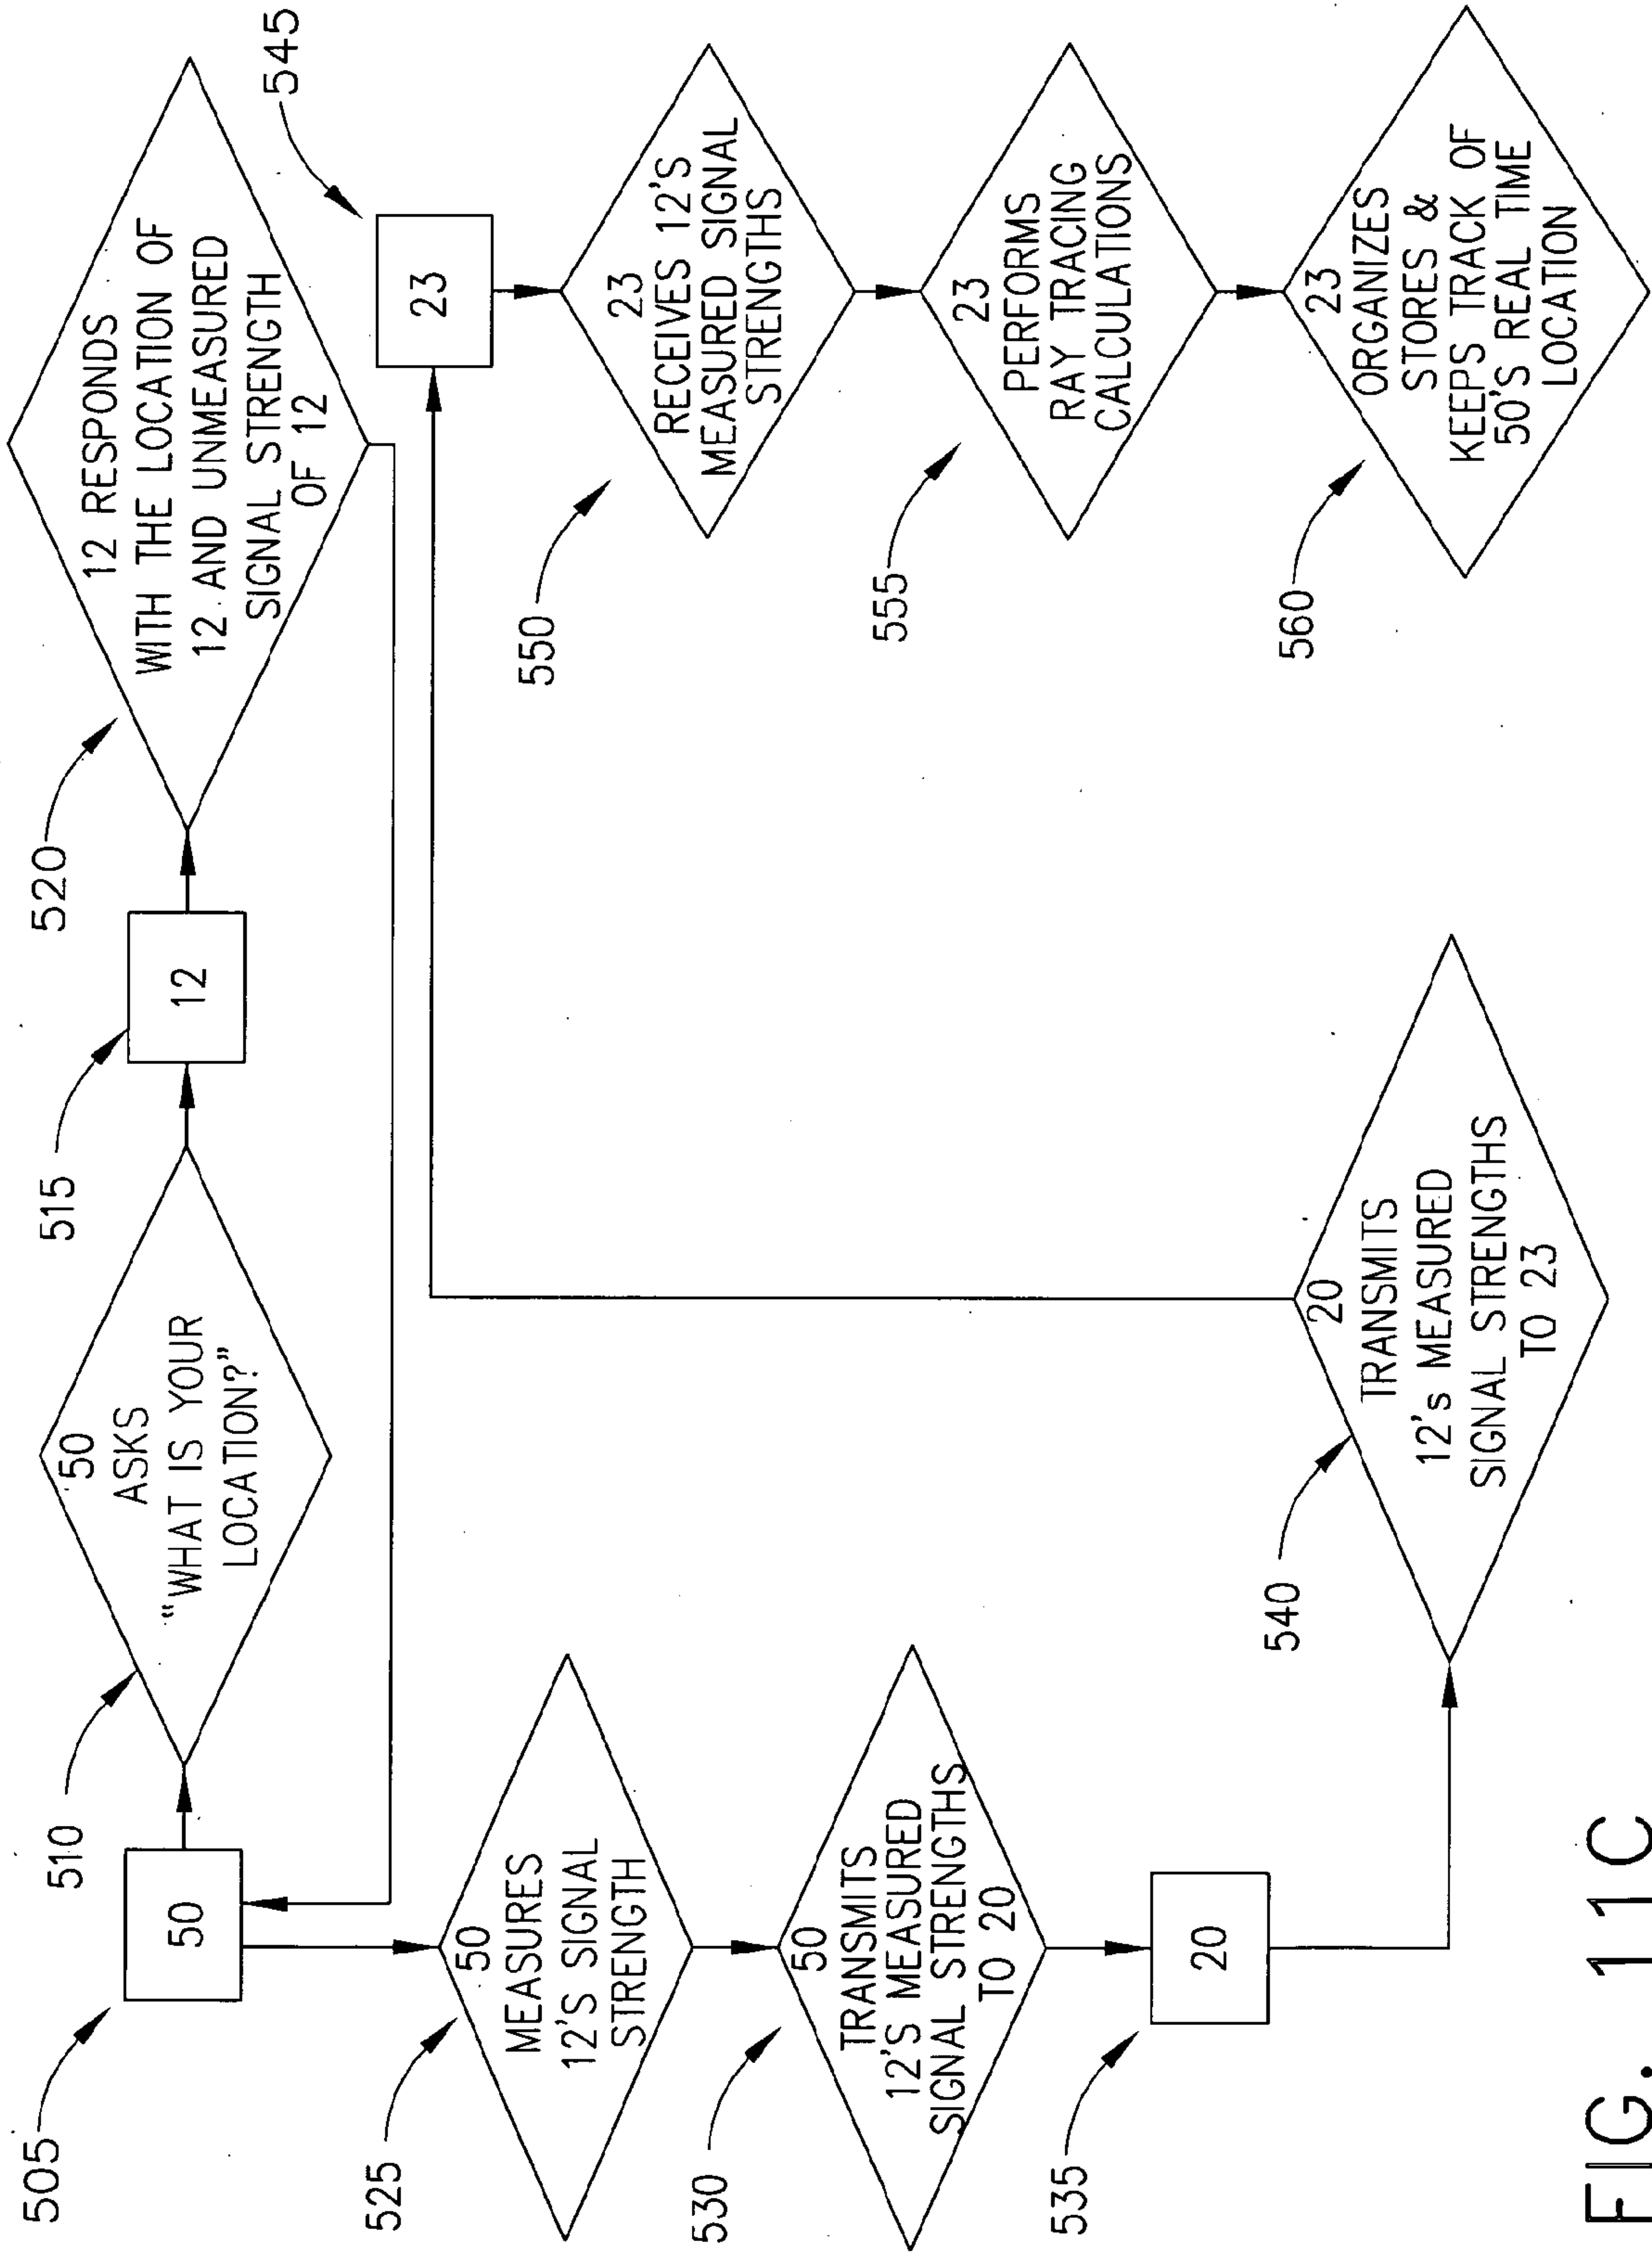 505
50
510
50
ASKS
"WHAT IS YOUR
LOCATION?"
515
12
520
12 RESPONDS
WITH THE LOCATION OF
12 AND UNMEASURED
SIGNAL STRENGTH
OF 12
525
50
MEASURES
12'S SIGNAL
STRENGTH
530
50
TRANSMITS
12'S MEASURED
SIGNAL STRENGTHS
TO 20
535
20
540
20
TRANSMITS
12's MEASURED
SIGNAL STRENGTHS
TO 23
545
23
550
23
RECEIVES 12'S
MEASURED SIGNAL
STRENGTHS
555
23
PERFORMS
RAY TRACING
CALCULATIONS
560
23
ORGANIZES
STORES &
KEEPS TRACK OF
50'S REAL TIME
LOCATION
FIG. 11C